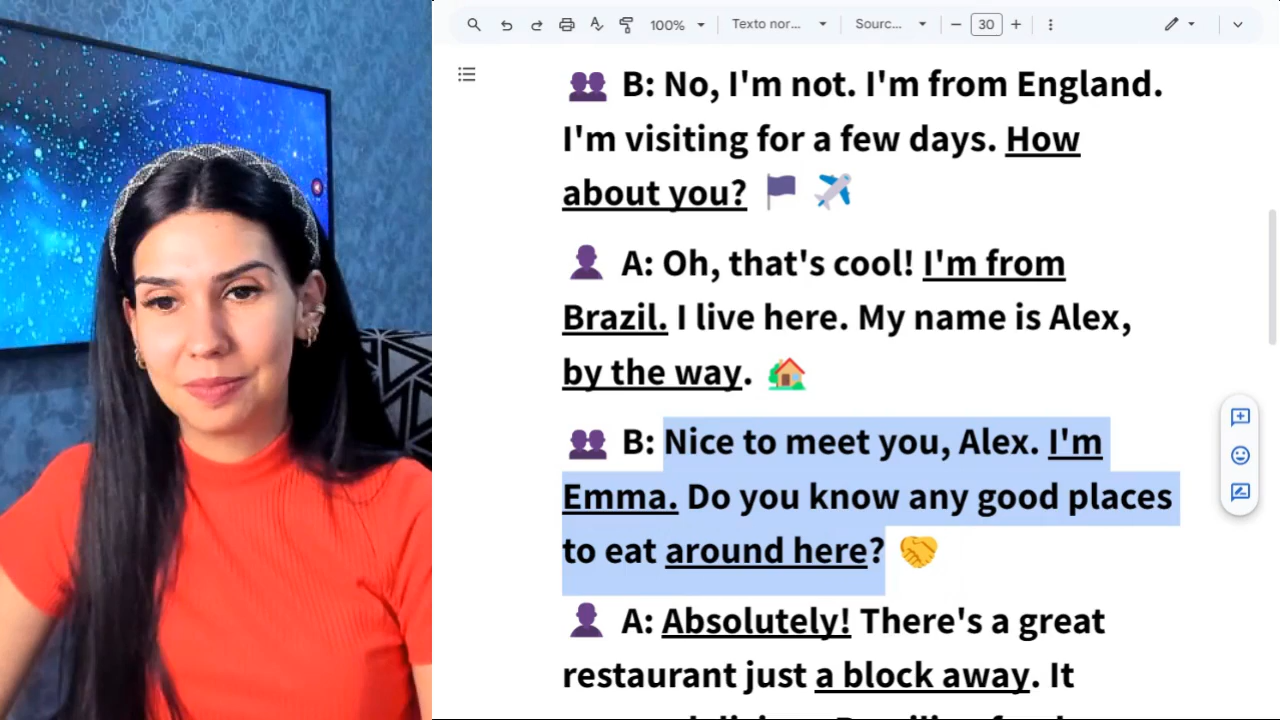 100% Texto nor... Sourc... 30
B: No, I'm not. I'm from England.
I'm visiting for a few days. How
about you?
A: Oh, that's cool! I'm from
Brazil. I live here. My name is Alex,
by the way.
B: Nice to meet you, Alex. I'm
Emma. Do you know any good places
to eat around here?
A: Absolutely! There's a great
restaurant just a block away. It